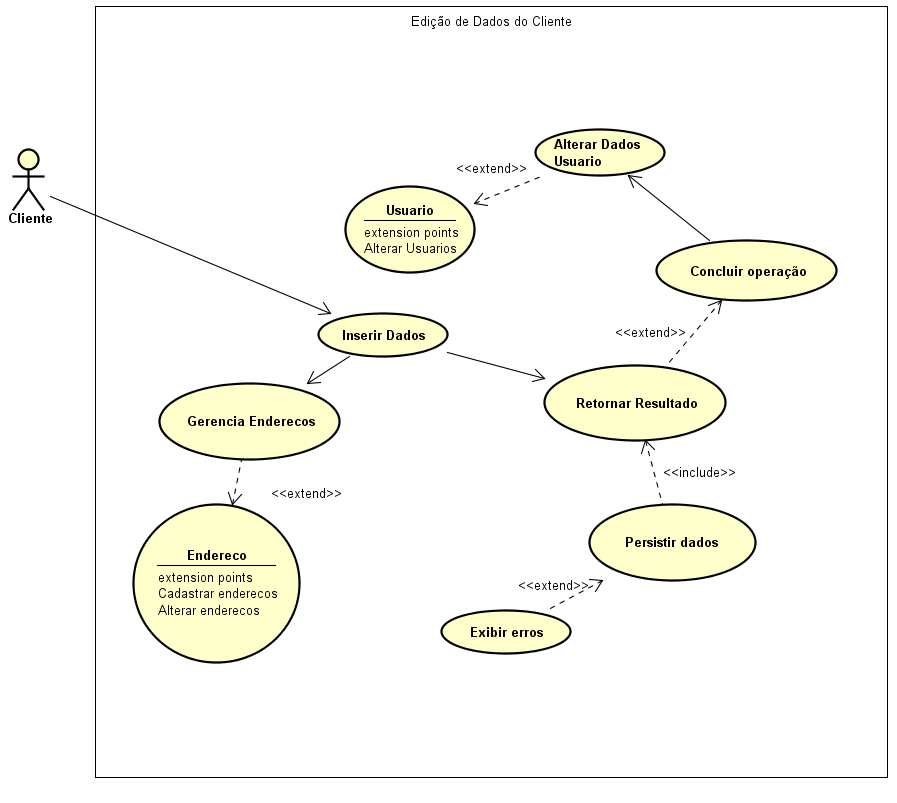 Edição de Dados do Cliente
Alterar Dados
Usuario
<<extend>>
Usuario
extension points
Alterar Usuarios
Cliente
Concluir operação
<<extend>>
Inserir Dados
Retornar Resultado
Gerencia Enderecos
<<include>>
<<extend>>
Persistir dados
Endereco
extension points
Cadastrar enderecos
Alterar enderecos
<<extend>>
Exibir erros